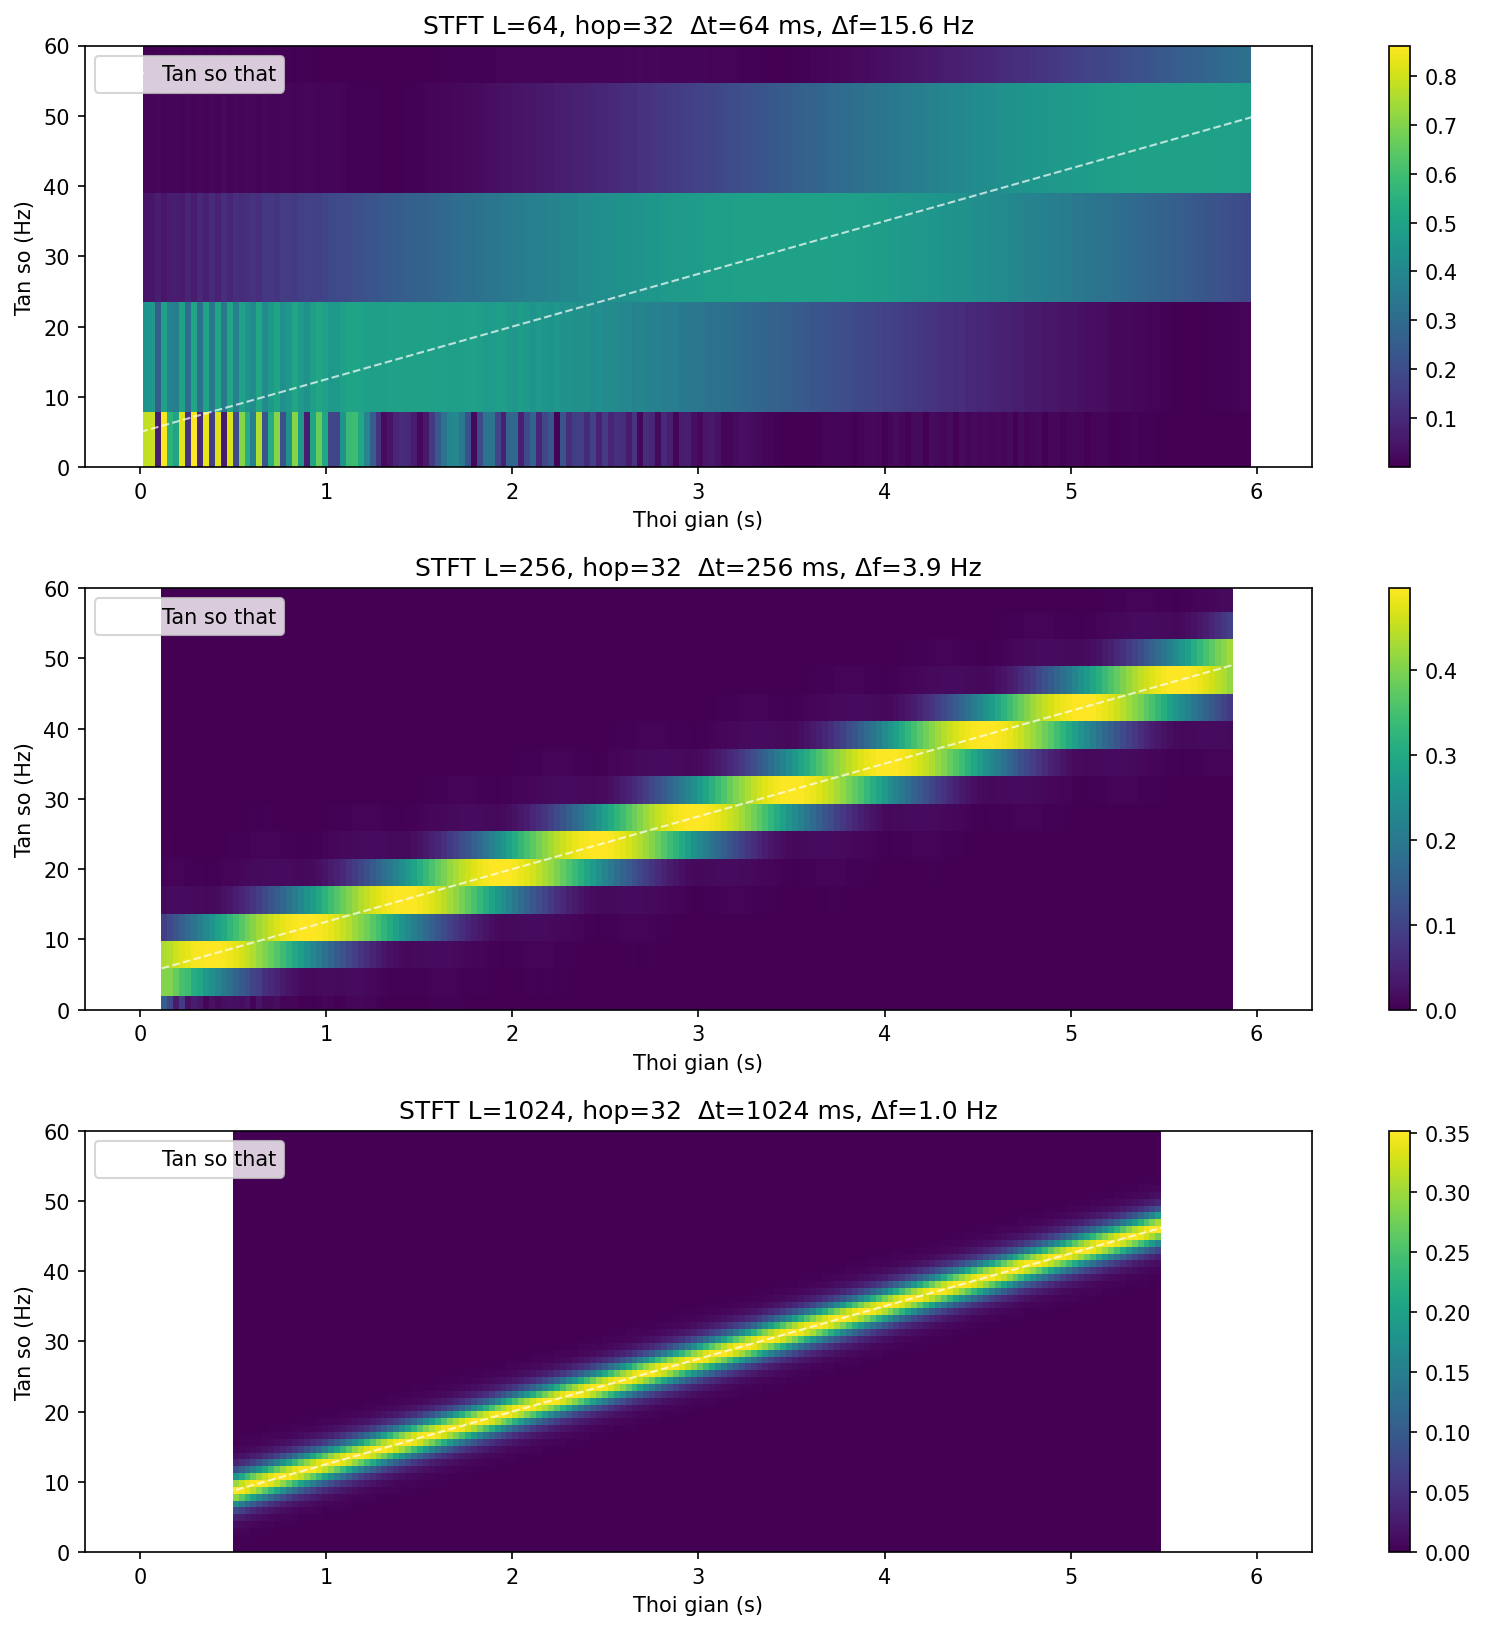 STFT L=64, hop=32  Δt=64 ms, Δf=15.6 Hz
Tan so that
Tan so (Hz)
60
50
40
30
20
10
0
0 1 2 3 4 5 6
Thoi gian (s)
0.8
0.7
0.6
0.5
0.4
0.3
0.2
0.1
STFT L=256, hop=32  Δt=256 ms, Δf=3.9 Hz
Tan so that
Tan so (Hz)
60
50
40
30
20
10
0
0 1 2 3 4 5 6
Thoi gian (s)
0.4
0.3
0.2
0.1
0.0
STFT L=1024, hop=32  Δt=1024 ms, Δf=1.0 Hz
Tan so that
Tan so (Hz)
60
50
40
30
20
10
0
0 1 2 3 4 5 6
Thoi gian (s)
0.35
0.30
0.25
0.20
0.15
0.10
0.05
0.00